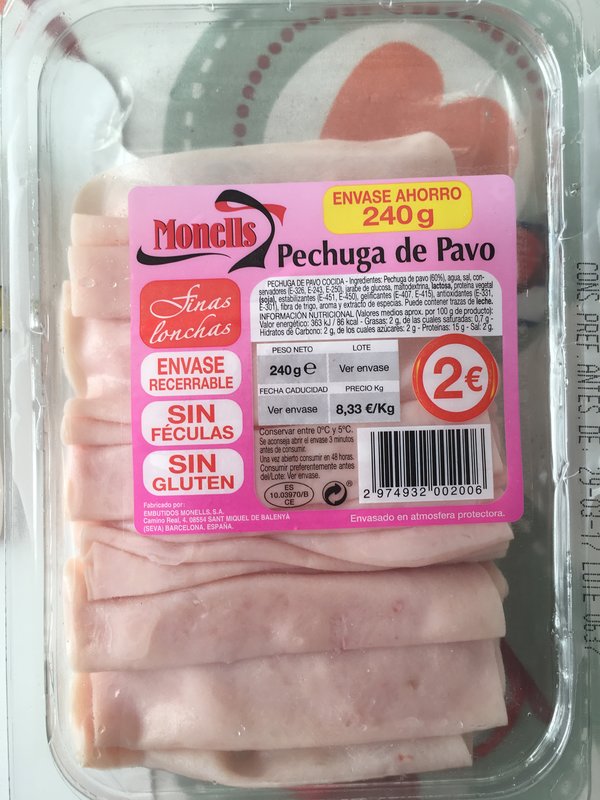 ENVASE AHORRO
240 g
Monells
Pechuga de Pavo
Finas
lonchas
ENVASE
RECERRABLE
SIN
FÉCULAS
SIN
GLUTEN
PECHUGA DE PAVO COCIDA - Ingredientes: Pechuga de pavo (60%), agua, sal, con-
servadores (E-326, E-243, E-250), jarabe de glucosa, maltodextrina, lactosa, proteína vegetal
(soja), estabilizantes (E-451, E-450), gelificantes (E-407, E-415), antioxidantes (E-331,
E-301), fibra de trigo, aroma y extracto de especias. Puede contener trazas de leche.
INFORMACIÓN NUTRICIONAL (Valores medios aprox. por 100 g de producto):
Valor energético: 363 kJ / 86 kcal - Grasas: 2 g, de las cuales saturadas: 0,7 g -
Hidratos de Carbono: 2 g, de los cuales azúcares: 2 g - Proteínas: 15 g - Sal: 2 g.
PESO NETO LOTE
240 g e Ver envase
FECHA CADUCIDAD PRECIO Kg
Ver envase 8,33 €/Kg
2€
Conservar entre 0ºC y 5ºC.
Se aconseja abrir el envase 3 minutos
antes de consumir.
Una vez abierto consumir en 48 horas.
Consumir preferentemente antes
del/Lote: Ver envase.
ES
10.03970/B
CE
2 974932 002006
Fabricado por:
EMBUTIDOS MONELLS, S.A.
Camino Real, 4. 08554 SANT MIQUEL DE BALENYÀ
(SEVA) BARCELONA. ESPAÑA.
Envasado en atmosfera protectora.
CONS PREF ANTES DE: 29-03-17 LOTE 0637